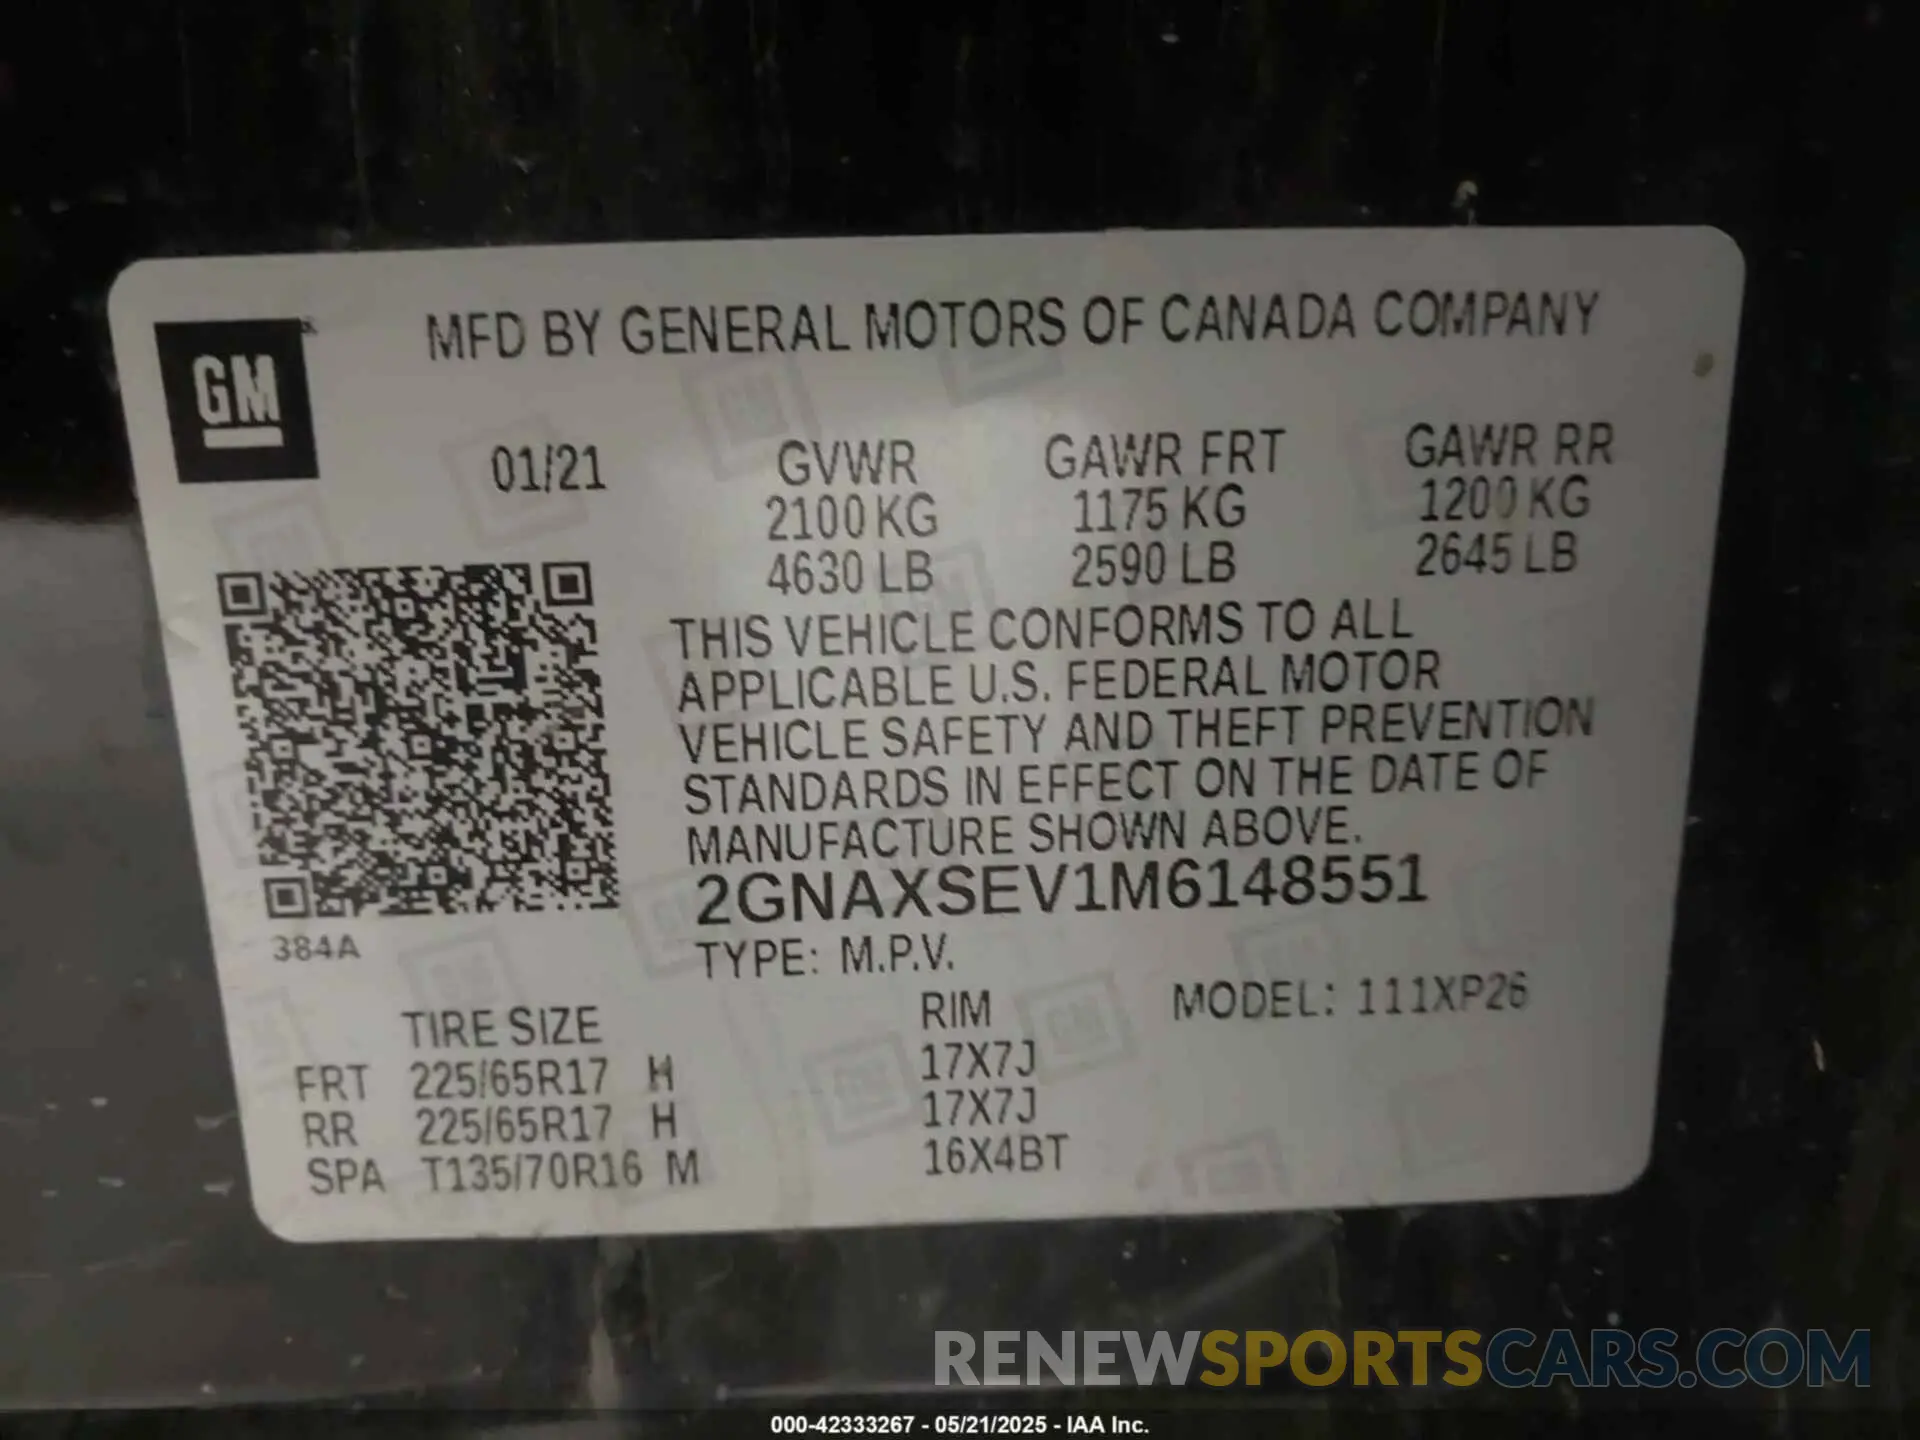 MFD BY GENERAL MOTORS OF CANADA COMPANY
GM
01/21
GVWR GAWR FRT GAWR RR
2100 KG 1175 KG 1200 KG
4630 LB 2590 LB 2645 LB
THIS VEHICLE CONFORMS TO ALL
APPLICABLE U.S. FEDERAL MOTOR
VEHICLE SAFETY AND THEFT PREVENTION
STANDARDS IN EFFECT ON THE DATE OF
MANUFACTURE SHOWN ABOVE.
2GNAXSEV1M6148551
384A
TYPE: M.P.V.
TIRE SIZE RIM MODEL: 111XP26
FRT 225/65R17 H 17X7J
RR 225/65R17 H 17X7J
SPA T135/70R16 M 16X4BT
RENEWSPORTSCARS.COM
000-42333267 - 05/21/2025 - IAA Inc.